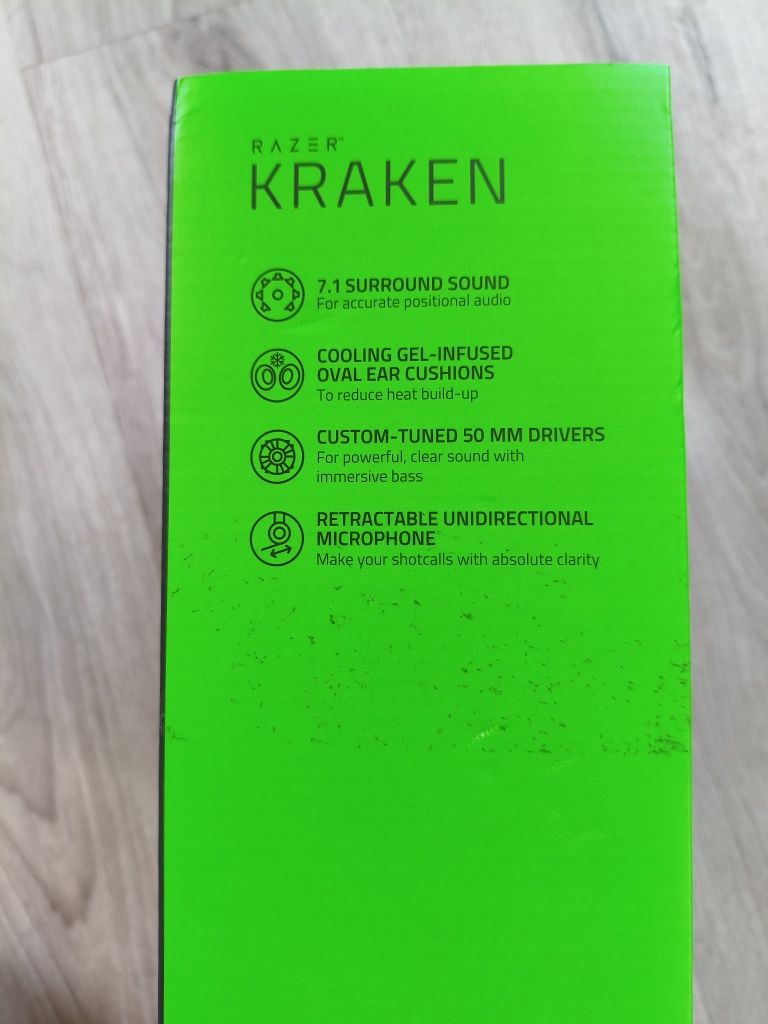 RAZER™
KRAKEN
7.1 SURROUND SOUND
For accurate positional audio
COOLING GEL-INFUSED
OVAL EAR CUSHIONS
To reduce heat build-up
CUSTOM-TUNED 50 MM DRIVERS
For powerful, clear sound with
immersive bass
RETRACTABLE UNIDIRECTIONAL
MICROPHONE
Make your shotcalls with absolute clarity